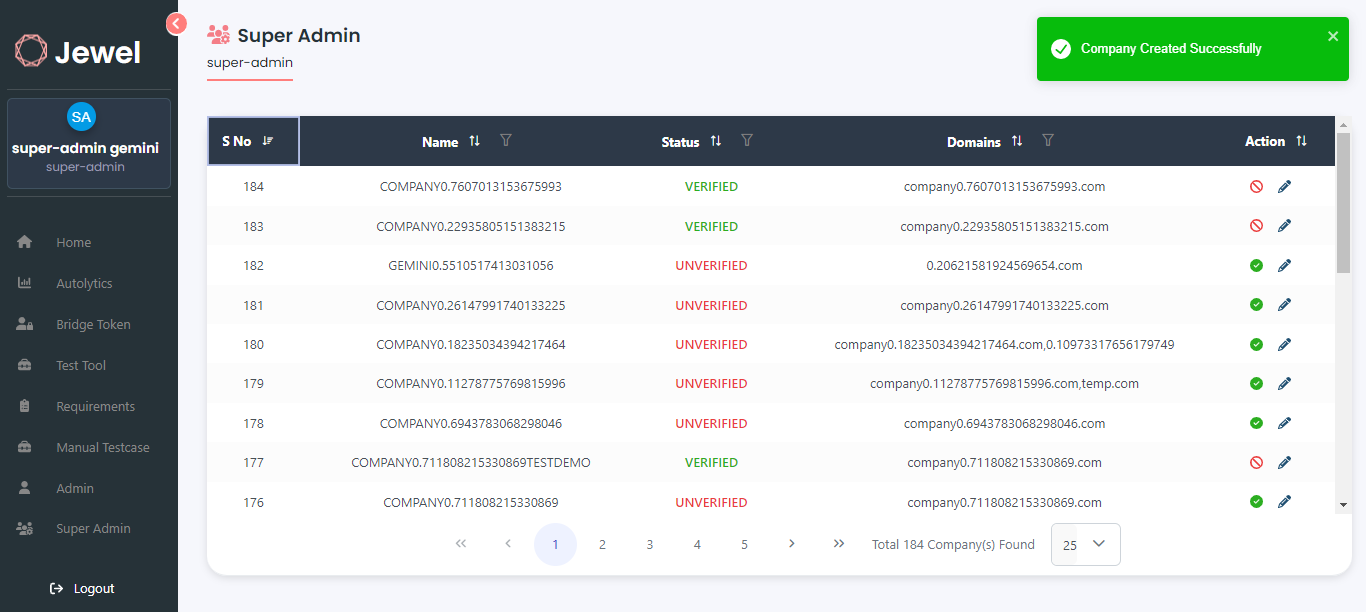 Jewel
SA
super-admin gemini
super-admin
Home
Autolytics
Bridge Token
Test Tool
Requirements
Manual Testcase
Admin
Super Admin
Logout
Super Admin
super-admin
Company Created Successfully
S No Name Status Domains Action
184 COMPANY0.7607013153675993 VERIFIED company0.7607013153675993.com
183 COMPANY0.22935805151383215 VERIFIED company0.22935805151383215.com
182 GEMINI0.5510517413031056 UNVERIFIED 0.20621581924569654.com
181 COMPANY0.26147991740133225 UNVERIFIED company0.26147991740133225.com
180 COMPANY0.18235034394217464 UNVERIFIED company0.18235034394217464.com,0.10973317656179749
179 COMPANY0.11278775769815996 UNVERIFIED company0.11278775769815996.com,temp.com
178 COMPANY0.6943783068298046 UNVERIFIED company0.6943783068298046.com
177 COMPANY0.711808215330869TESTDEMO VERIFIED company0.711808215330869.com
176 COMPANY0.711808215330869 UNVERIFIED company0.711808215330869.com
1 2 3 4 5 Total 184 Company(s) Found 25